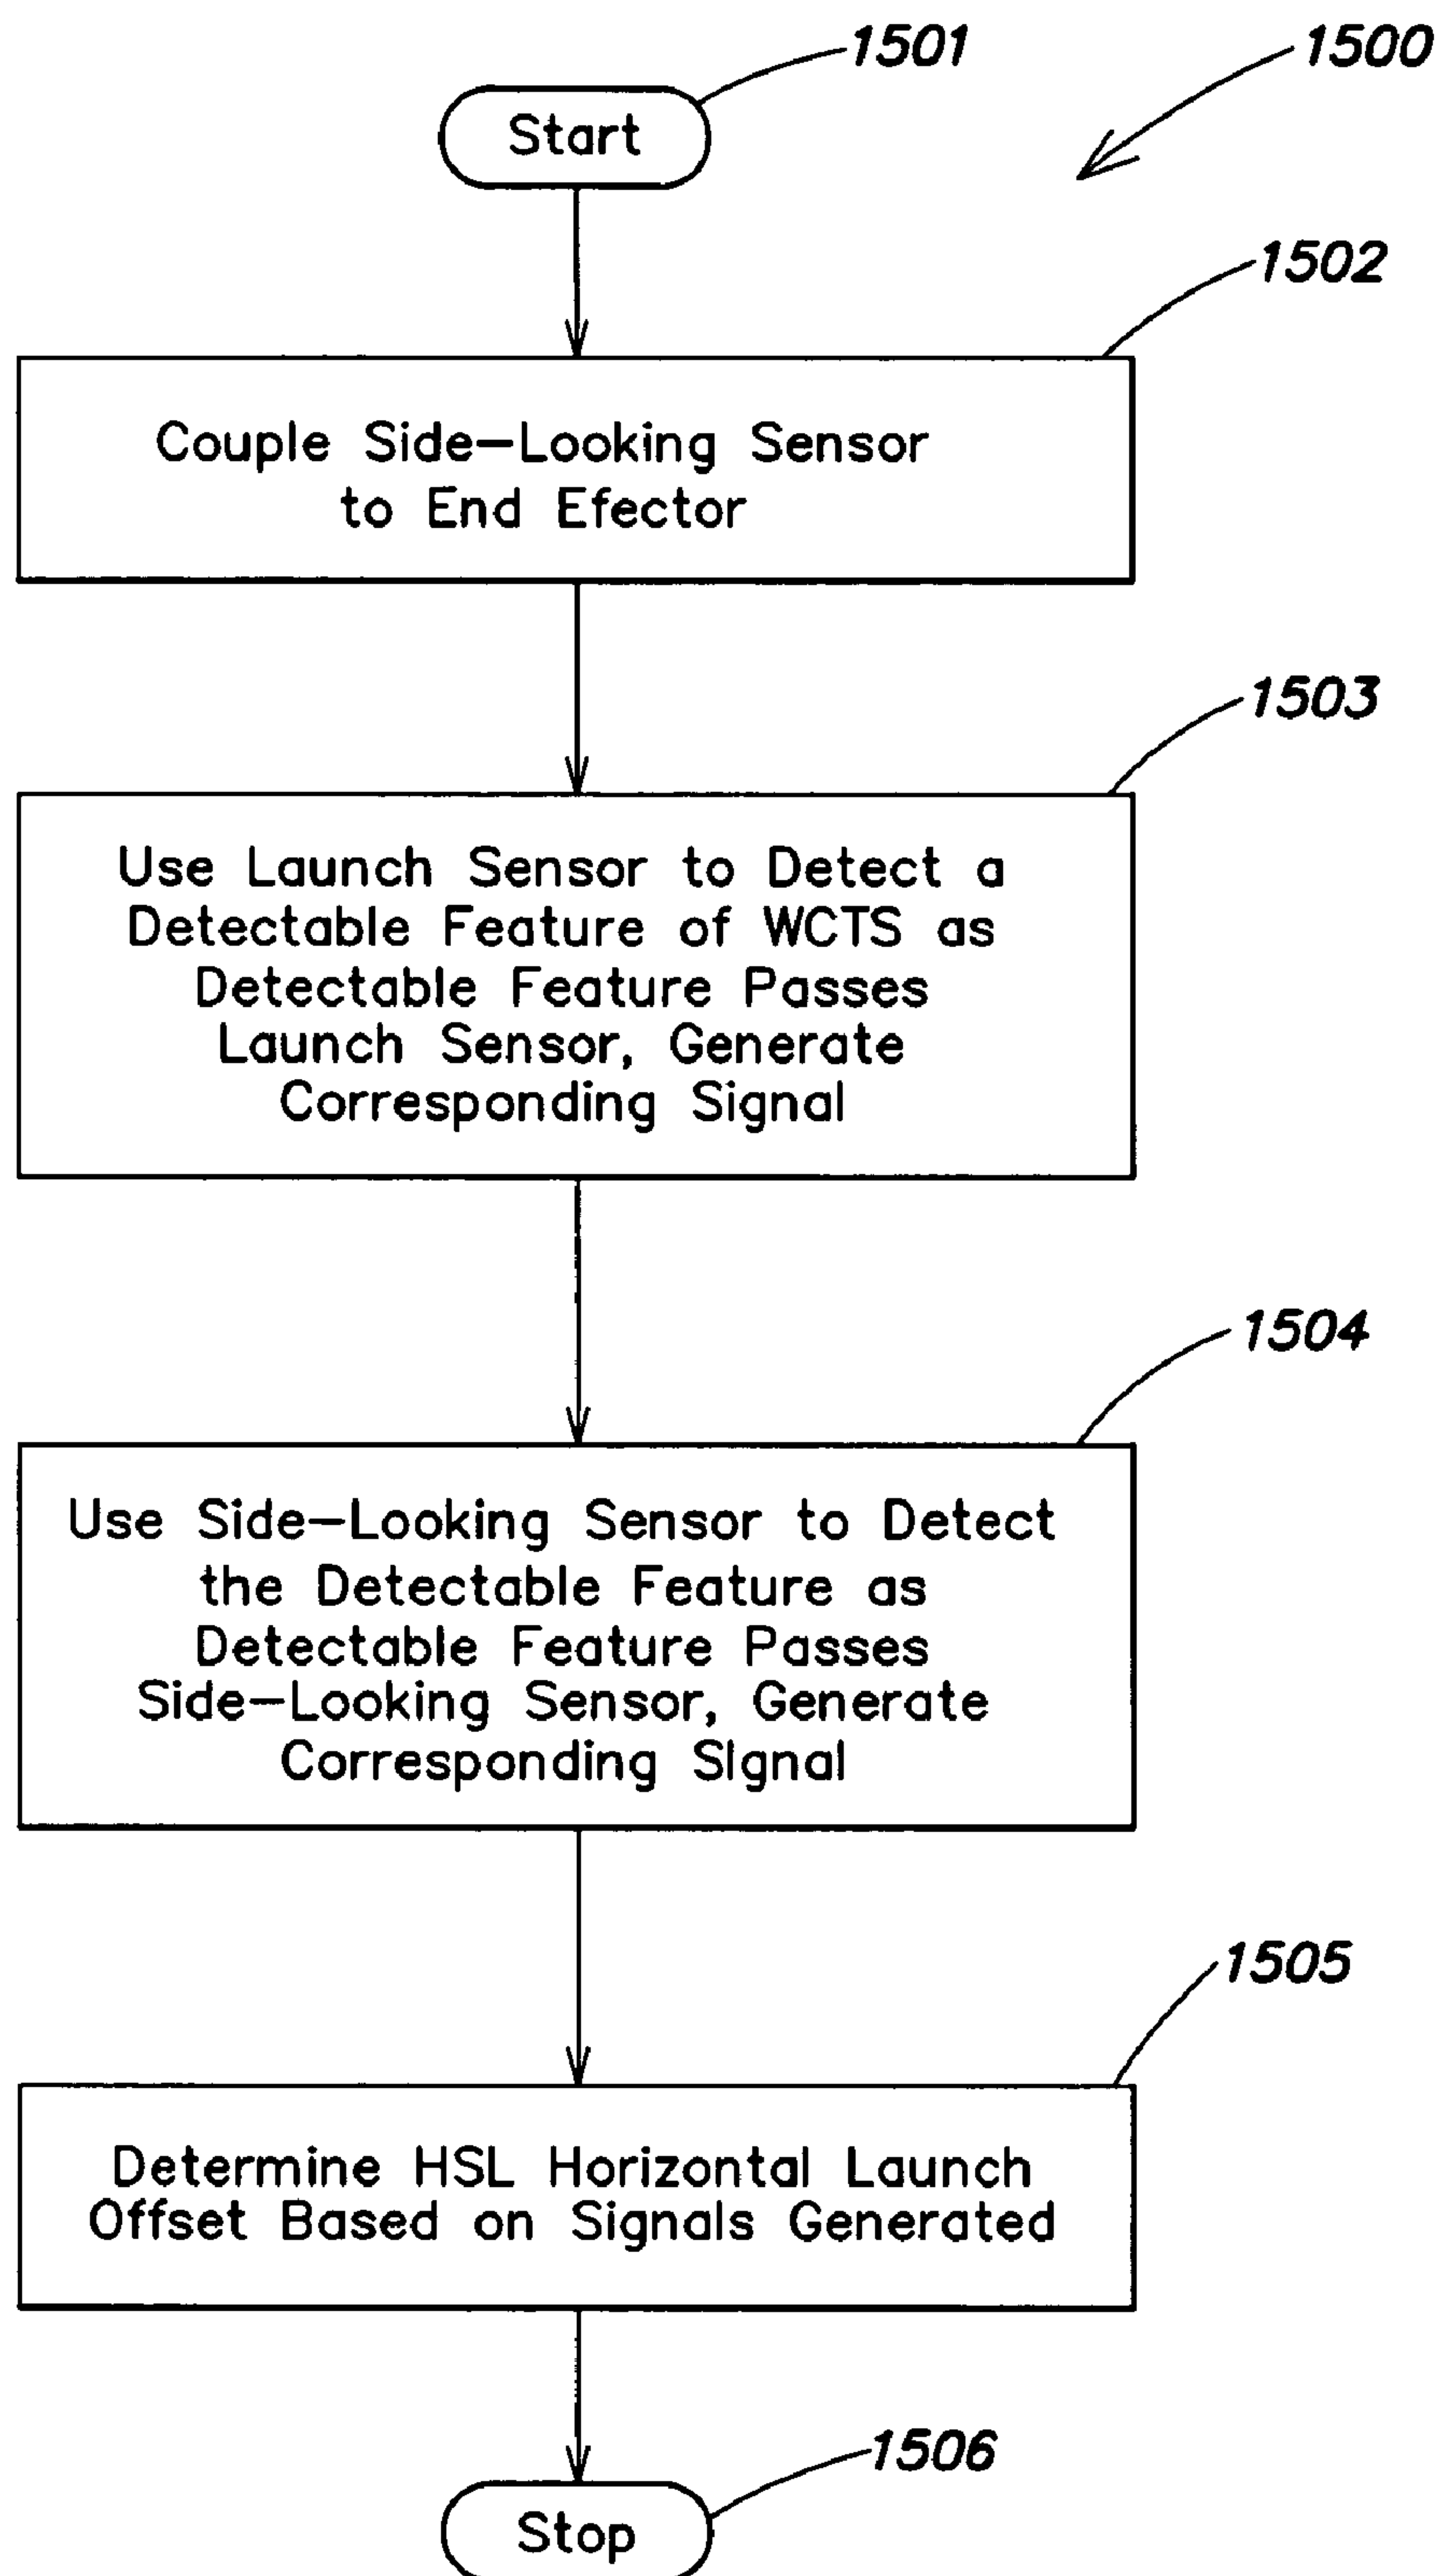 1501
1500
Start
1502
Couple Side-Looking Sensor
to End Efector
1503
Use Launch Sensor to Detect a
Detectable Feature of WCTS as
Detectable Feature Passes
Launch Sensor, Generate
Corresponding Signal
1504
Use Side-Looking Sensor to Detect
the Detectable Feature as
Detectable Feature Passes
Side-Looking Sensor, Generate
Corresponding SIgnal
1505
Determine HSL Horizontal Launch
Offset Based on Signals Generated
1506
Stop